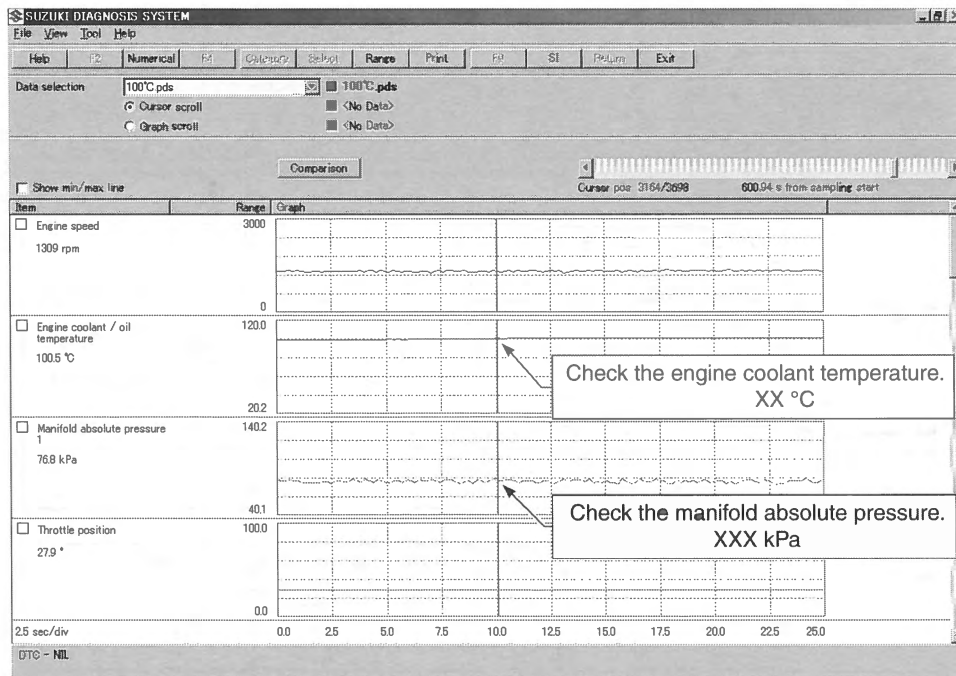 SUZUKI DIAGNOSIS SYSTEM
File View Tool Help
Help F2 Numerical F4 Category Select Range Print F9 SI Return Exit
Data selection 100°C.pds 100°C.pds
Cursor scroll <No Data>
Graph scroll <No Data>
Comparison
Show min/max line Cursor pos 3164/3698 600.94 s from sampling start
Item Range Graph
Engine speed 3000
1309 rpm
0
Engine coolant / oil temperature 120.0
100.5 °C
20.2
Check the engine coolant temperature.
XX °C
Manifold absolute pressure 1 140.2
76.8 kPa
40.1
Check the manifold absolute pressure.
XXX kPa
Throttle position 100.0
27.9 °
0.0
2.5 sec/div 0.0 2.5 5.0 7.5 10.0 12.5 15.0 17.5 20.0 22.5 25.0
DTC - NIL